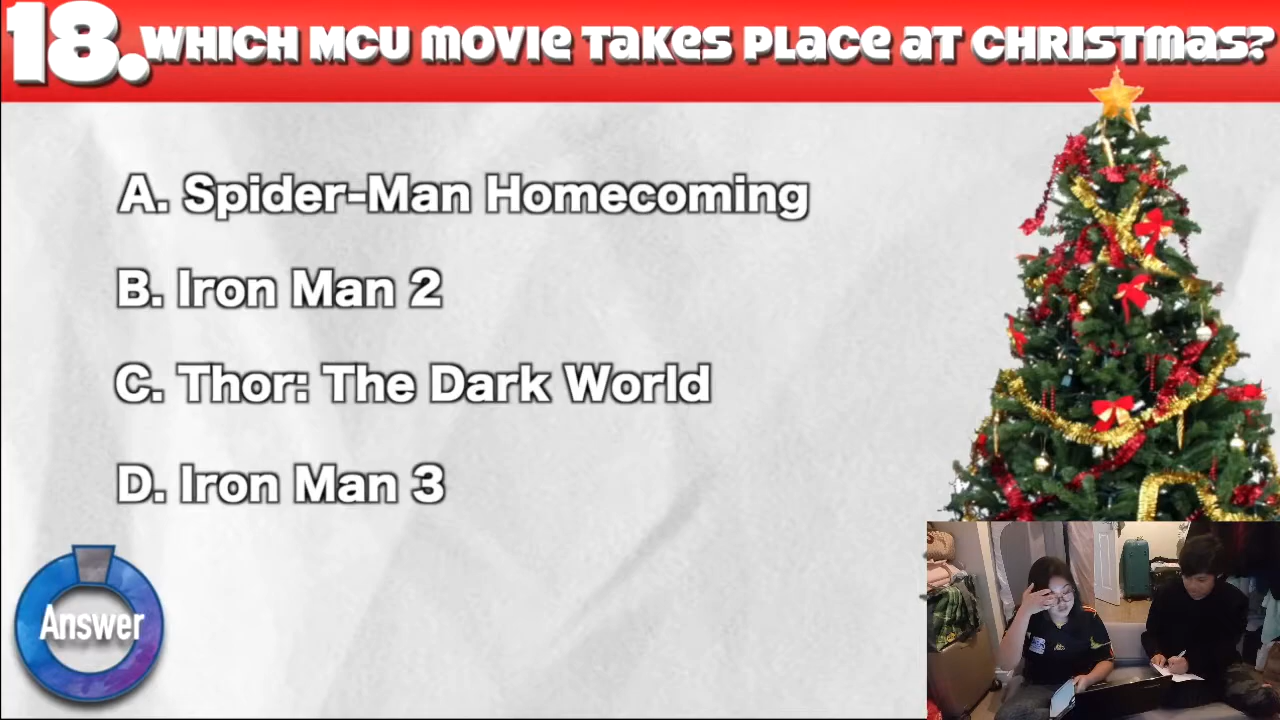 18. WHICH MCU MOVIE TAKES PLACE AT CHRISTMAS?
A. Spider-Man Homecoming
B. Iron Man 2
C. Thor: The Dark World
D. Iron Man 3
Answer